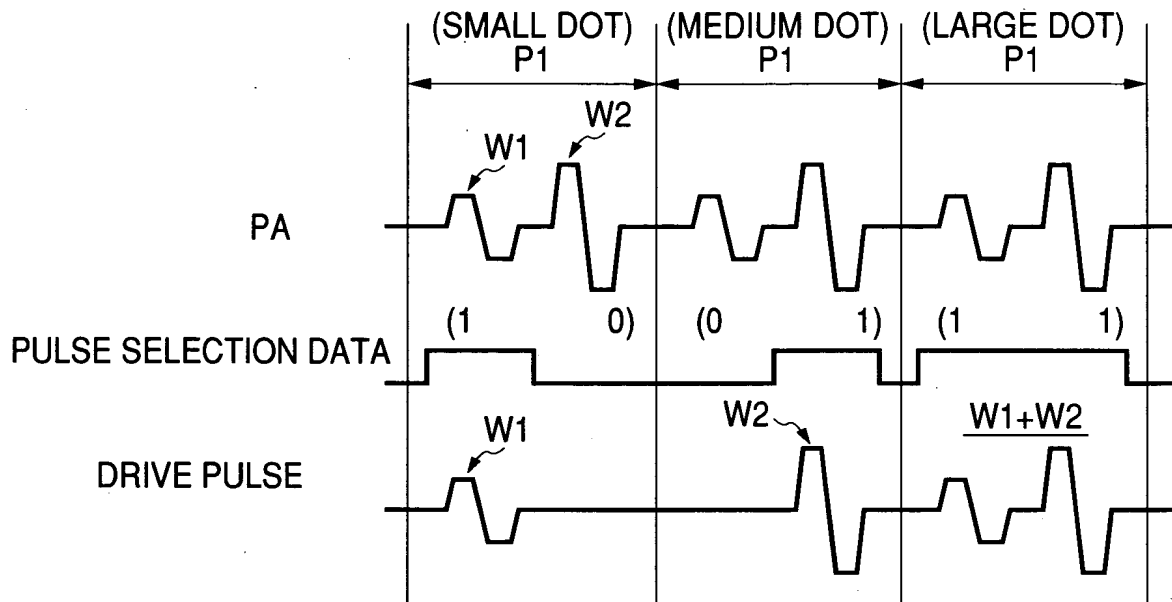 (SMALL DOT) (MEDIUM DOT) (LARGE DOT)
P1 P1 P1
W2
W1
PA
(1 0) (0 1) (1 1)
PULSE SELECTION DATA
W1 W2 W1+W2
DRIVE PULSE